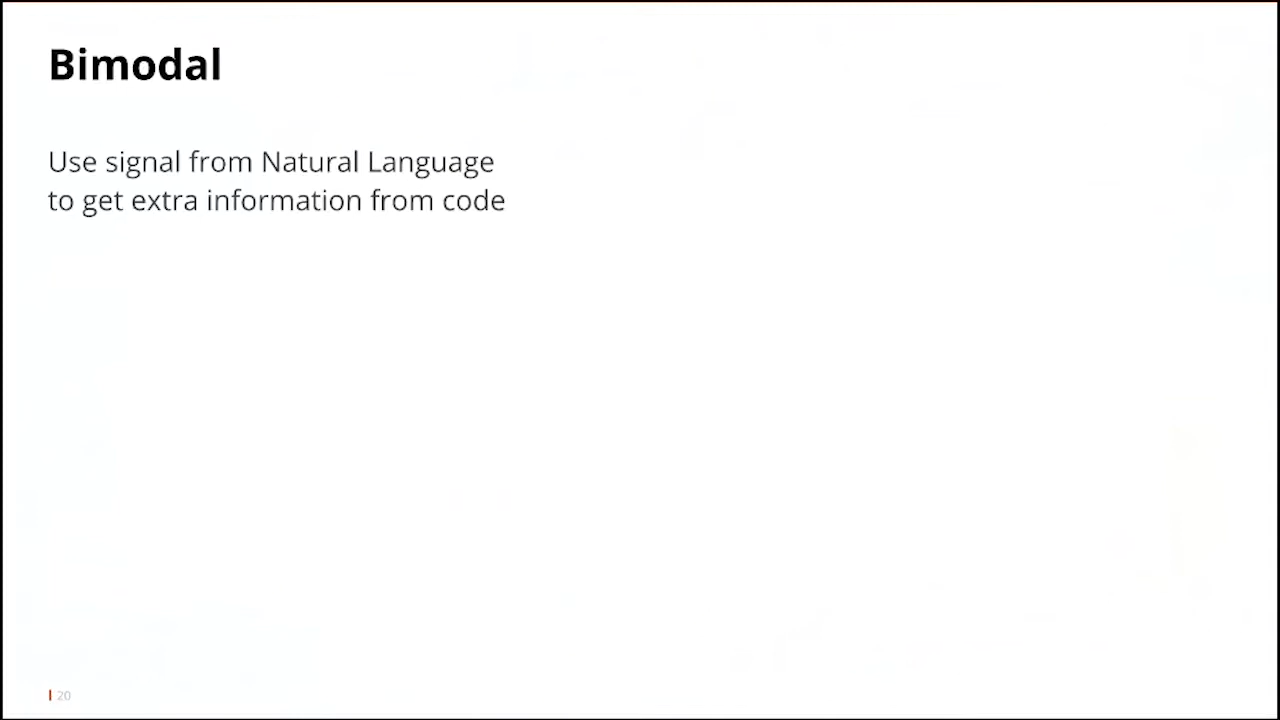 Bimodal
Use signal from Natural Language
to get extra information from code
20